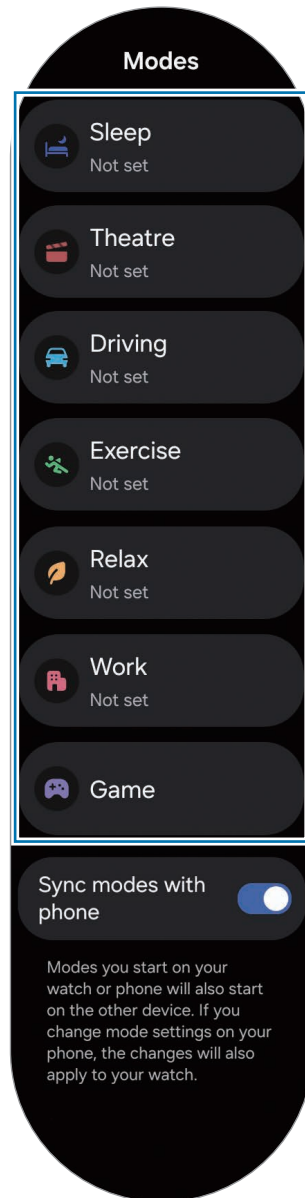 Modes
Sleep
Not set
Theatre
Not set
Driving
Not set
Exercise
Not set
Relax
Not set
Work
Not set
Game
Sync modes with
phone
Modes you start on your
watch or phone will also start
on the other device. If you
change mode settings on your
phone, the changes will also
apply to your watch.